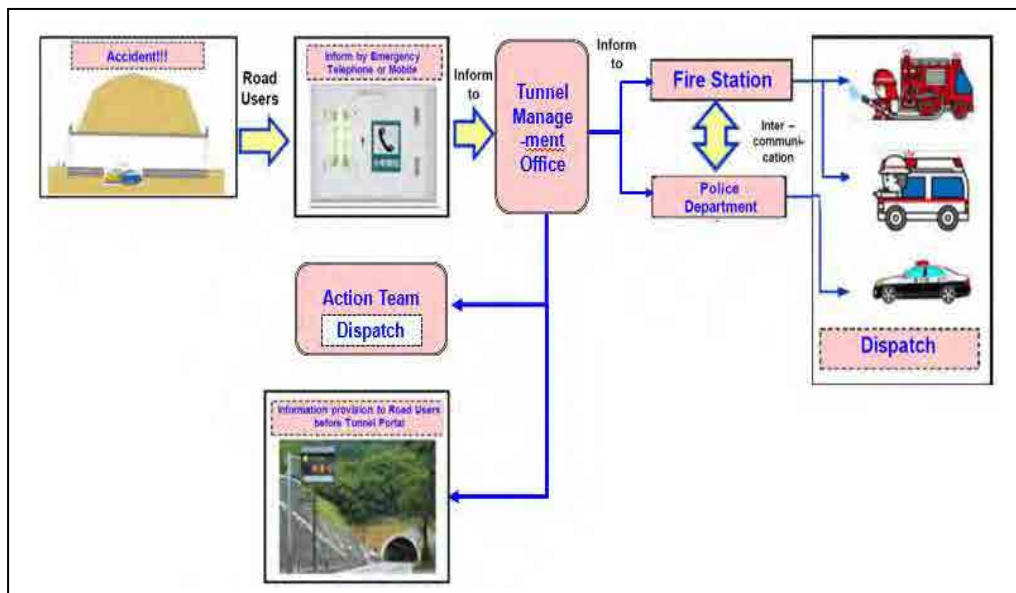 Accident!!!
Road
Users
Inform by Emergency
Telephone or Mobile
Inform
to
Tunnel
Manage
-ment
Office
Inform
to
Fire Station
Inter –
communi-
cation
Police
Department
Dispatch
Action Team
Dispatch
Information provision to Road Users
before Tunnel Portal